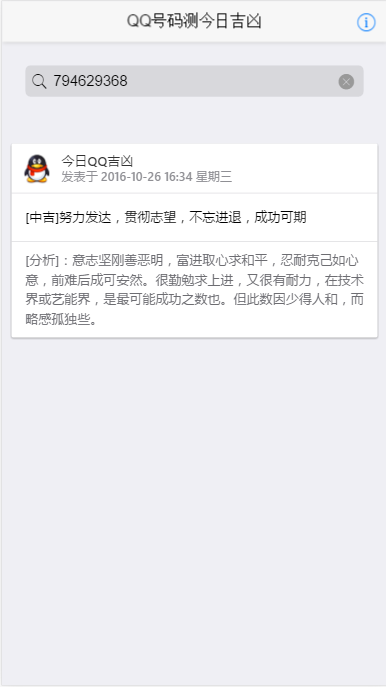 QQ号码测今日吉凶
794629368
今日QQ吉凶
发表于 2016-10-26 16:34 星期三
[中吉]努力发达，贯彻志望，不忘进退，成功可期
[分析]：意志坚刚善恶明，富进取心求和平，忍耐克己如心
意，前难后成可安然。很勤勉求上进，又很有耐力，在技术
界或艺能界，是最可能成功之数也。但此数因少得人和，而
略感孤独些。